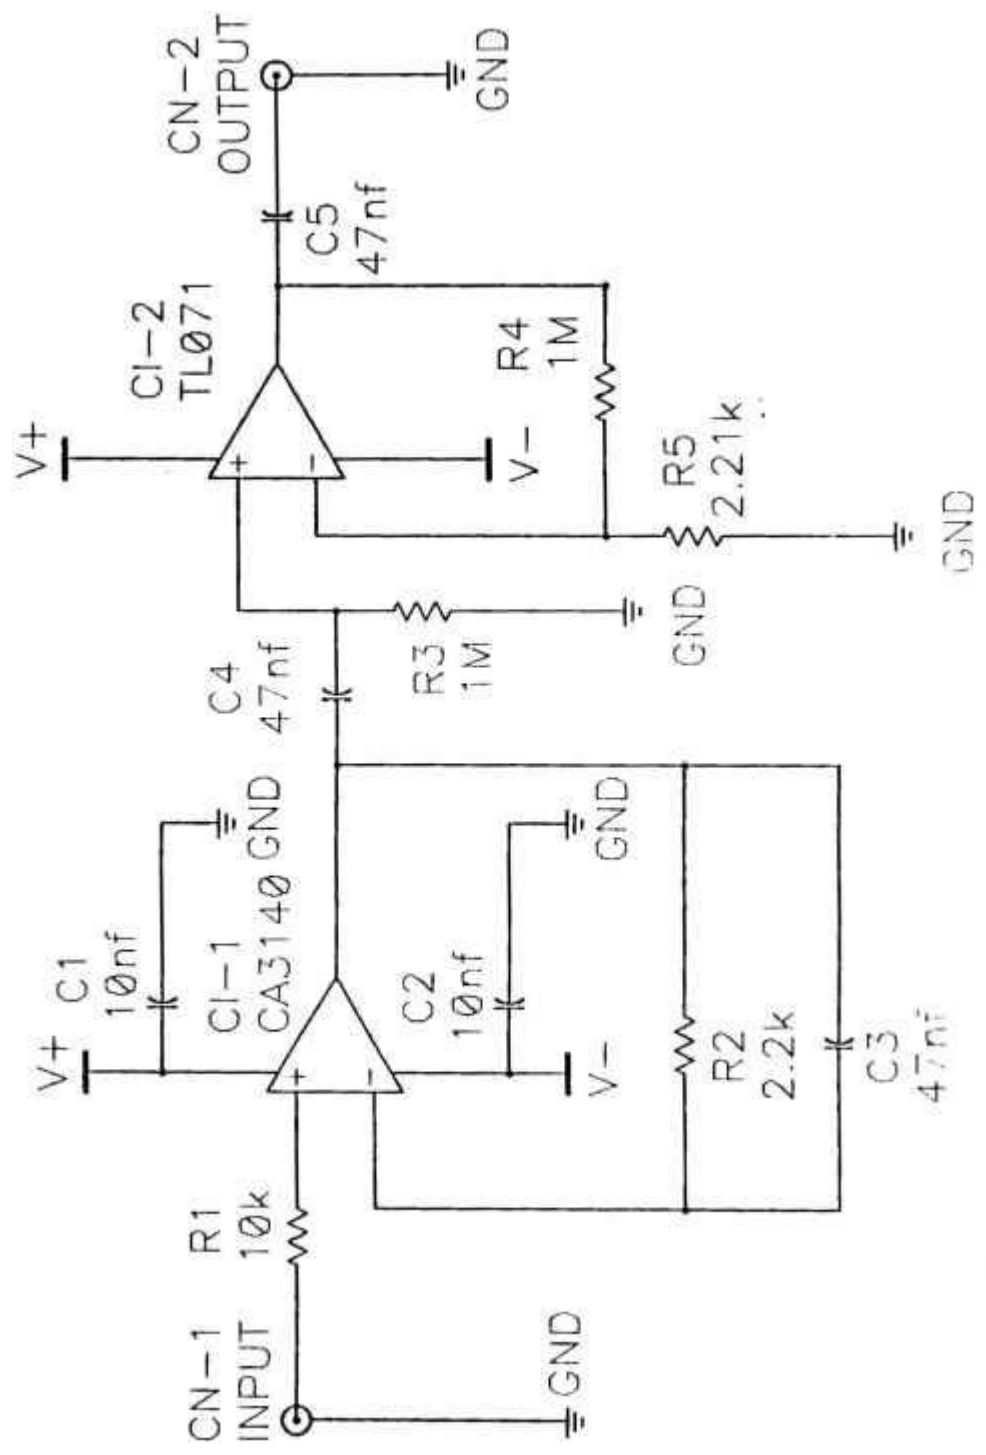 CN-1
INPUT
GND
R1
10k
V+
C1
10nf
GND
CI-1
CA3140
C2
10nf
GND
V-
R2
2.2k
C3
47nf
C4
47nf
R3
1M
GND
V+
CI-2
TL071
V-
R4
1M
R5
2.21k
GND
C5
47nf
CN-2
OUTPUT
GND
+
-
+
-